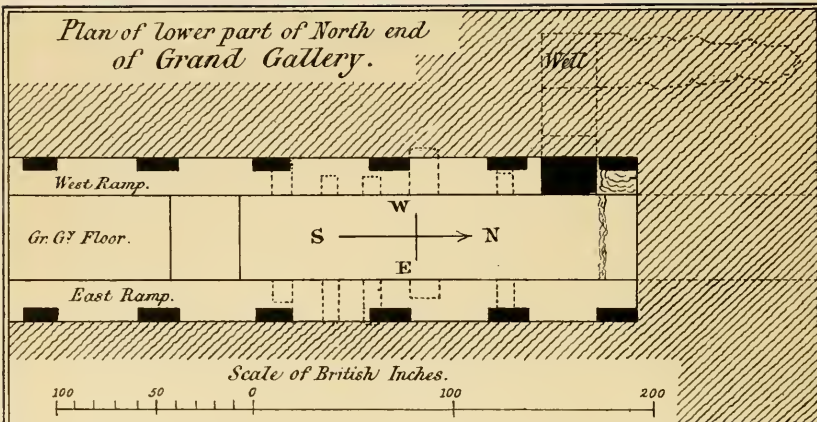 Plan of lower part of North end
of Grand Gallery.
Well
West Ramp.
W
Gr. Gy. Floor.
S
N
E
East Ramp.
Scale of British Inches.
100 50 0 100 200